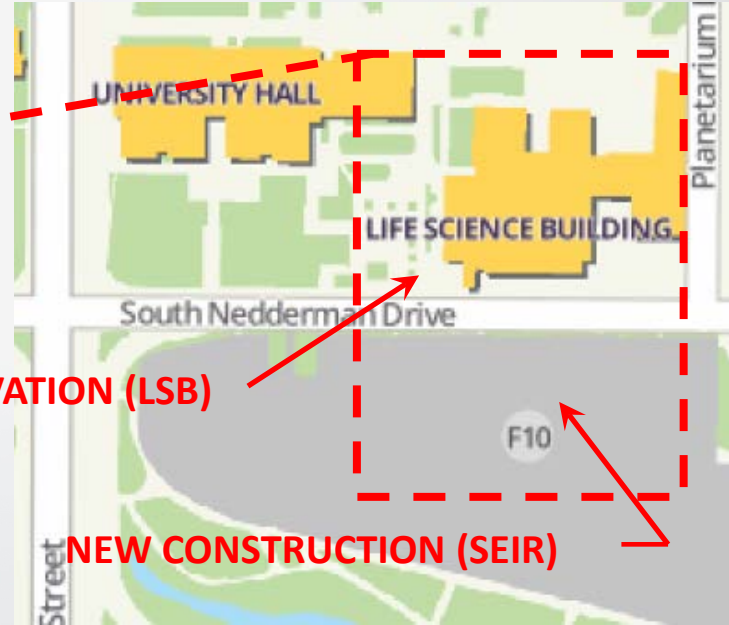 UNIVERSITY HALL
Planetarium
LIFE SCIENCE BUILDING
South Nedderman Drive
VATION (LSB)
F10
NEW CONSTRUCTION (SEIR)
Street